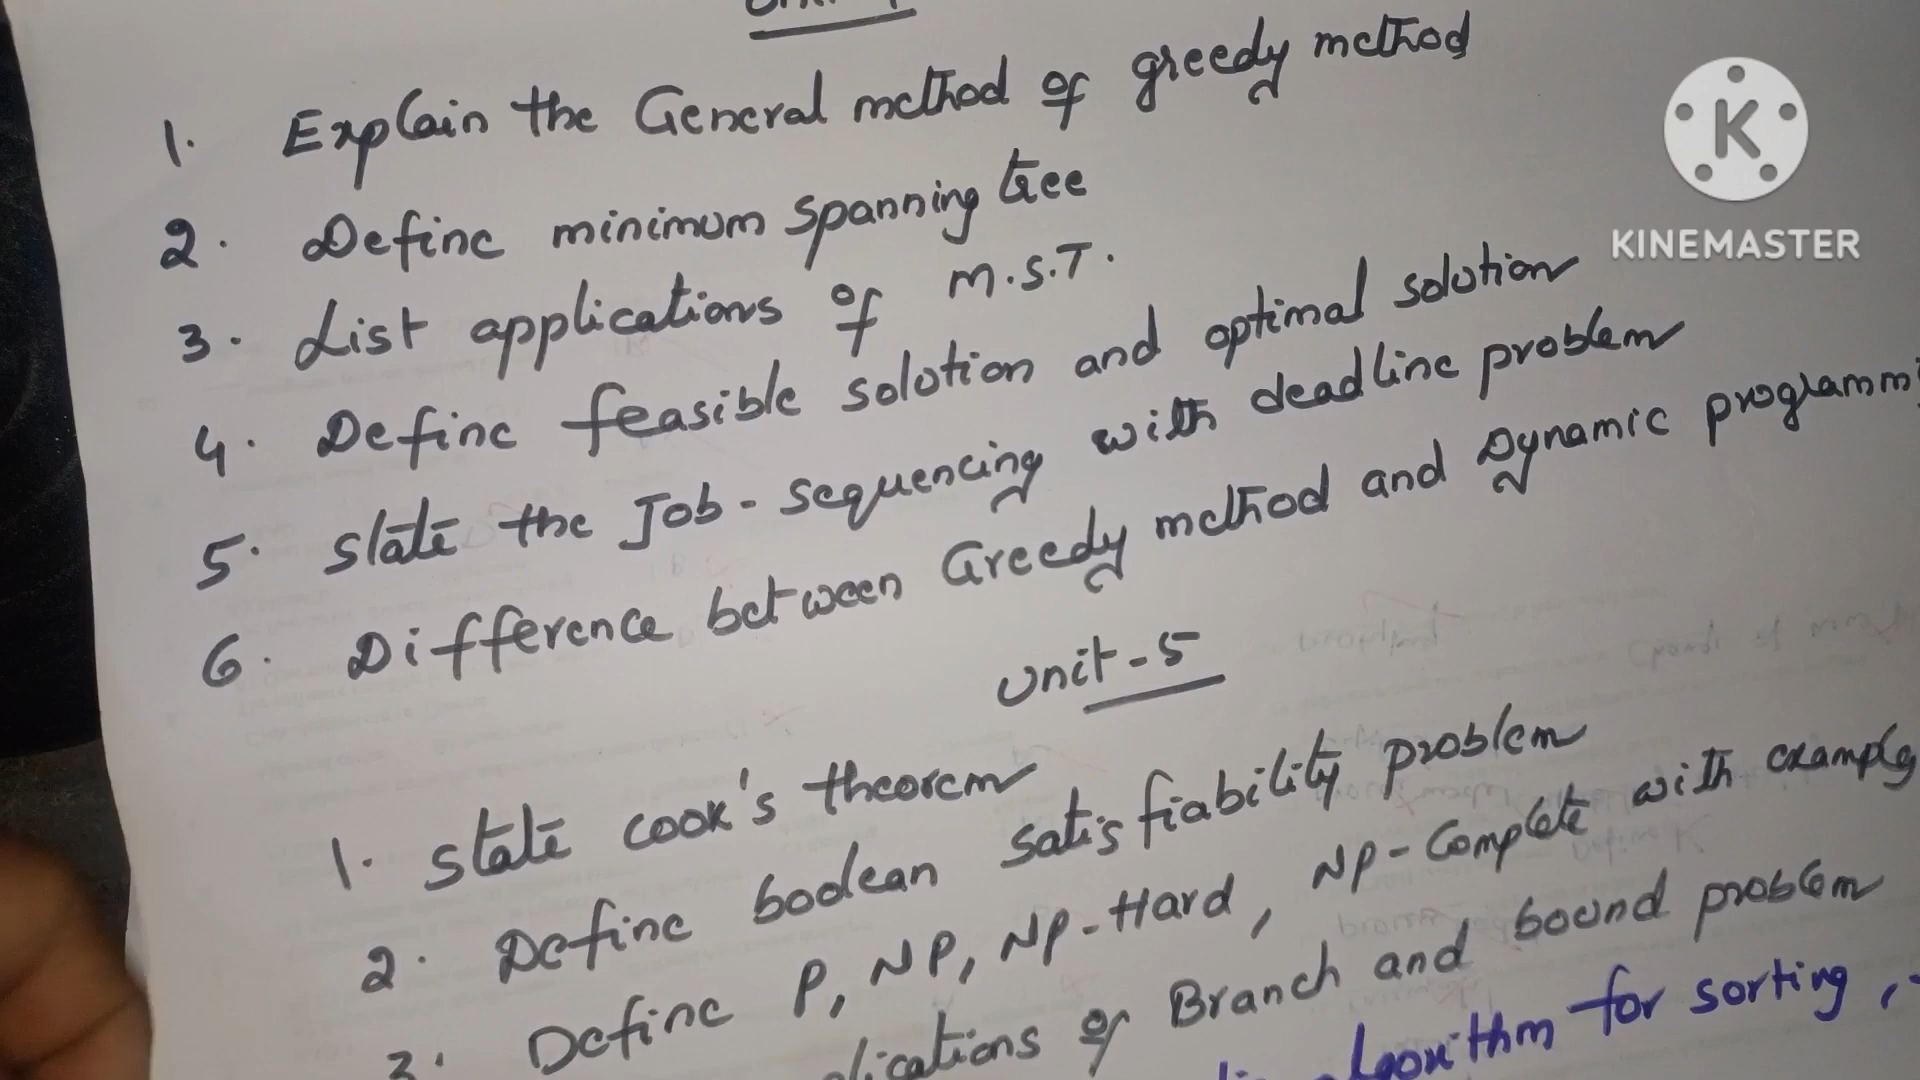 1. Explain the General method of greedy method
2. Define minimum spanning tree
3. List applications of M.S.T.
4. Define feasible solution and optimal solution
5. State the Job-sequencing with deadline problem
6. Difference between Greedy method and Dynamic programmi
Unit-5
1. State cook's theorem
2. Define boolean satisfiability problem
3. Define P, NP, NP-Hard, NP-Complete with example
lications of Branch and bound problem
algorithm for sorting,
KINEMASTER